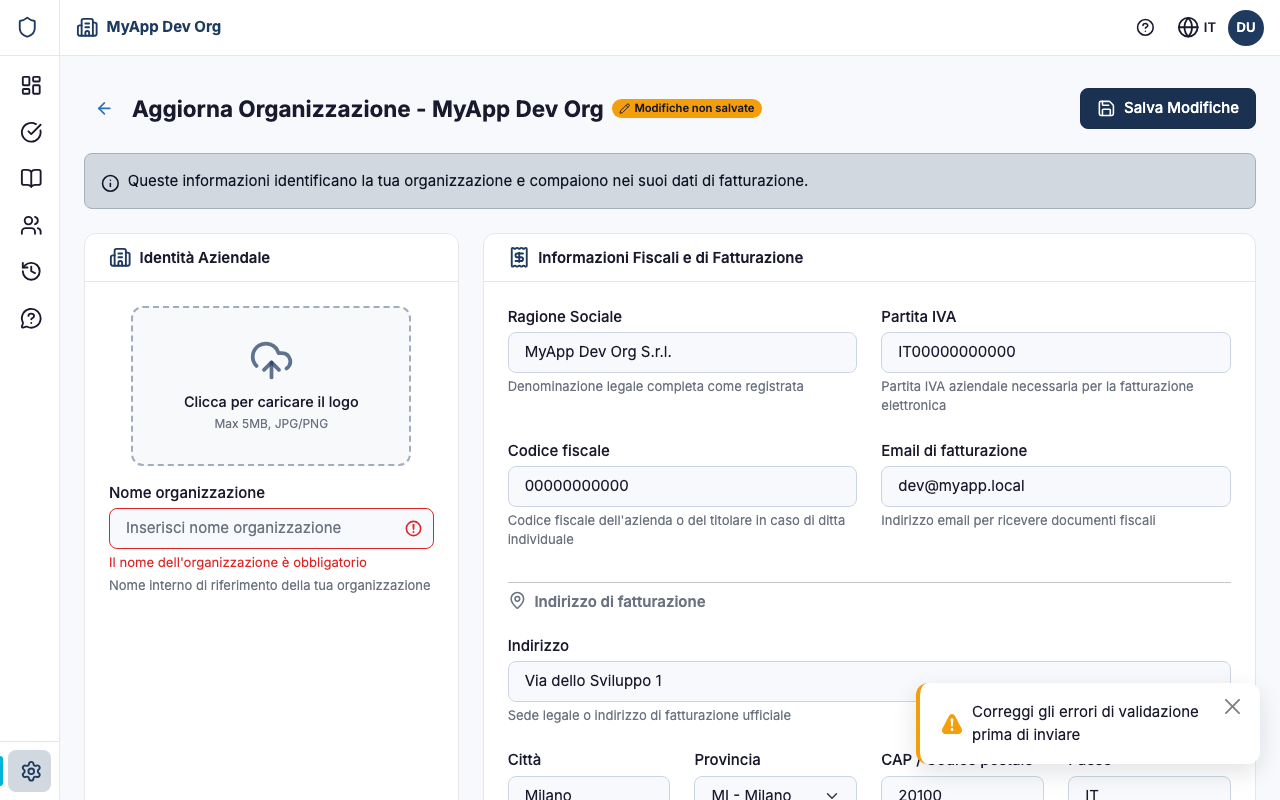 MyApp Dev Org
IT
DU
Aggiorna Organizzazione - MyApp Dev Org
Modifiche non salvate
Salva Modifiche
Queste informazioni identificano la tua organizzazione e compaiono nei suoi dati di fatturazione.
Identità Aziendale
Clicca per caricare il logo
Max 5MB, JPG/PNG
Nome organizzazione
Inserisci nome organizzazione
Il nome dell'organizzazione è obbligatorio
Nome interno di riferimento della tua organizzazione
Informazioni Fiscali e di Fatturazione
Ragione Sociale
MyApp Dev Org S.r.l.
Denominazione legale completa come registrata
Partita IVA
IT00000000000
Partita IVA aziendale necessaria per la fatturazione
elettronica
Codice fiscale
00000000000
Codice fiscale dell'azienda o del titolare in caso di ditta
individuale
Email di fatturazione
dev@myapp.local
Indirizzo email per ricevere documenti fiscali
Indirizzo di fatturazione
Indirizzo
Via dello Sviluppo 1
Sede legale o indirizzo di fatturazione ufficiale
Città
Milano
Provincia
MI - Milano
CAP /
20100
IT
Correggi gli errori di validazione
prima di inviare